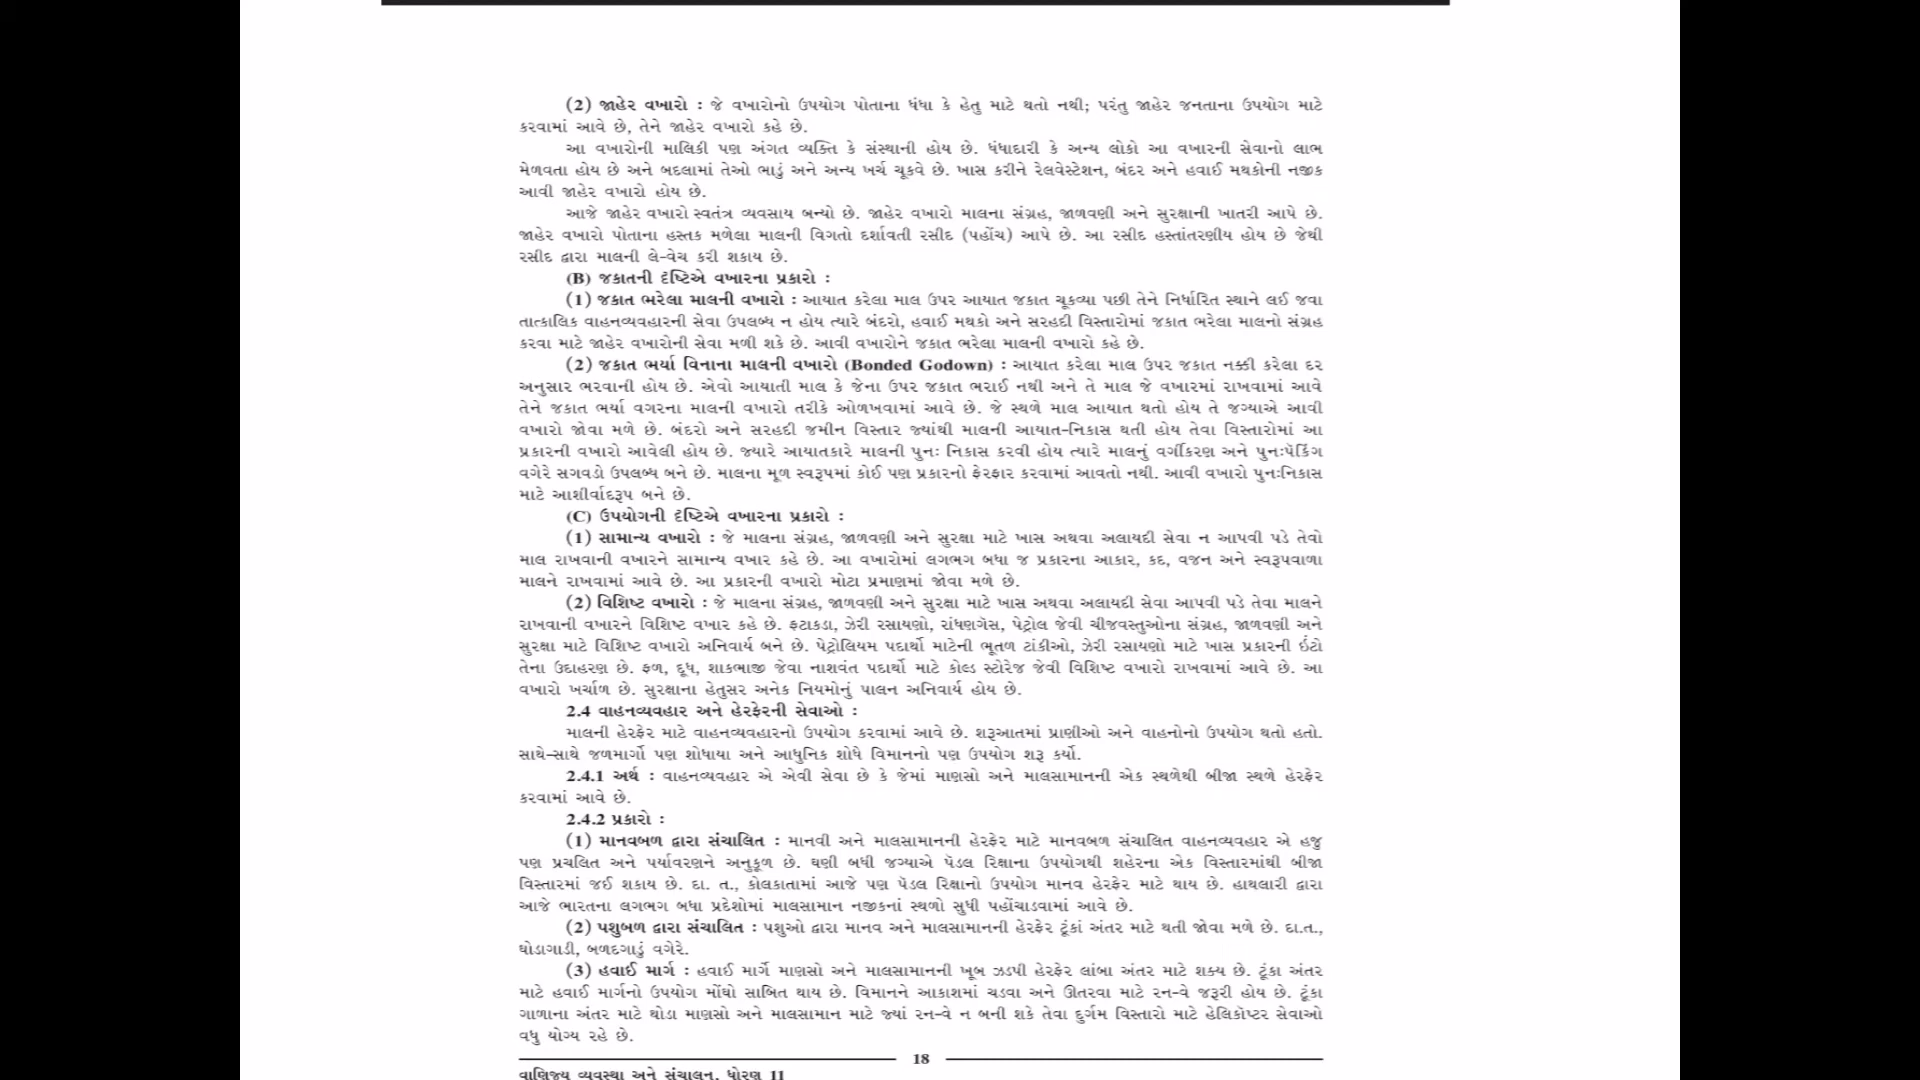 (2) જાહેર વખારો : જે વખારોનો ઉપયોગ પોતાના ધંધા કે હેતુ માટે થતો નથી; પરંતુ જાહેર જનતાના ઉપયોગ માટે
કરવામાં આવે છે, તેને જાહેર વખારો કહે છે.
આ વખારોની માલિકી પણ અંગત વ્યક્તિ કે સંસ્થાની હોય છે. ધંધાદારી કે અન્ય લોકો આ વખારની સેવાનો લાભ
મેળવતા હોય છે અને બદલામાં તેઓ ભાડું અને અન્ય ખર્ચ ચૂકવે છે. ખાસ કરીને રેલવેસ્ટેશન, બંદર અને હવાઈ મથકોની નજીક
આવી જાહેર વખારો હોય છે.
આજે જાહેર વખારો સ્વતંત્ર વ્યવસાય બન્યો છે. જાહેર વખારો માલના સંગ્રહ, જાળવણી અને સુરક્ષાની ખાતરી આપે છે.
જાહેર વખારો પોતાના હસ્તક મળેલા માલની વિગતો દર્શાવતી રસીદ (પહોંચ) આપે છે. આ રસીદ હસ્તાંતરણીય હોય છે જેથી
રસીદ દ્વારા માલની લે-વેચ કરી શકાય છે.
(B) જકાતની દૃષ્ટિએ વખારના પ્રકારો :
(1) જકાત ભરેલા માલની વખારો : આયાત કરેલા માલ ઉપર આયાત જકાત ચૂકવ્યા પછી તેને નિર્ધારિત સ્થાને લઈ જવા
તાત્કાલિક વાહનવ્યવહારની સેવા ઉપલબ્ધ ન હોય ત્યારે બંદરો, હવાઈ મથકો અને સરહદી વિસ્તારોમાં જકાત ભરેલા માલનો સંગ્રહ
કરવા માટે જાહેર વખારોની સેવા મળી શકે છે. આવી વખારોને જકાત ભરેલા માલની વખારો કહે છે.
(2) જકાત ભર્યા વિનાના માલની વખારો (Bonded Godown) : આયાત કરેલા માલ ઉપર જકાત નક્કી કરેલા દર
અનુસાર ભરવાની હોય છે. એવો આયાતી માલ કે જેના ઉપર જકાત ભરાઈ નથી અને તે માલ જે વખારમાં રાખવામાં આવે
તેને જકાત ભર્યા વગરના માલની વખારો તરીકે ઓળખવામાં આવે છે. જે સ્થળે માલ આયાત થતો હોય તે જગ્યાએ આવી
વખારો જોવા મળે છે. બંદરો અને સરહદી જમીન વિસ્તાર જ્યાંથી માલની આયાત-નિકાસ થતી હોય તેવા વિસ્તારોમાં આ
પ્રકારની વખારો આવેલી હોય છે. જ્યારે આયાતકારે માલની પુનઃ નિકાસ કરવી હોય ત્યારે માલનું વર્ગીકરણ અને પુનઃપૅકિંગ
વગેરે સગવડો ઉપલબ્ધ બને છે. માલના મૂળ સ્વરૂપમાં કોઈ પણ પ્રકારનો ફેરફાર કરવામાં આવતો નથી. આવી વખારો પુનઃનિકાસ
માટે આશીર્વાદરૂપ બને છે.
(C) ઉપયોગની દૃષ્ટિએ વખારના પ્રકારો :
(1) સામાન્ય વખારો : જે માલના સંગ્રહ, જાળવણી અને સુરક્ષા માટે ખાસ અથવા અલાયદી સેવા ન આપવી પડે તેવો
માલ રાખવાની વખારને સામાન્ય વખાર કહે છે. આ વખારોમાં લગભગ બધા જ પ્રકારના આકાર, કદ, વજન અને સ્વરૂપવાળા
માલને રાખવામાં આવે છે. આ પ્રકારની વખારો મોટા પ્રમાણમાં જોવા મળે છે.
(2) વિશિષ્ટ વખારો : જે માલના સંગ્રહ, જાળવણી અને સુરક્ષા માટે ખાસ અથવા અલાયદી સેવા આપવી પડે તેવા માલને
રાખવાની વખારને વિશિષ્ટ વખાર કહે છે. ફટાકડા, ઝેરી રસાયણો, રાંધણગૅસ, પેટ્રોલ જેવી ચીજવસ્તુઓના સંગ્રહ, જાળવણી અને
સુરક્ષા માટે વિશિષ્ટ વખારો અનિવાર્ય બને છે. પેટ્રોલિયમ પદાર્થો માટેની ભૂતળ ટાંકીઓ, ઝેરી રસાયણો માટે ખાસ પ્રકારની ઈંટો
તેના ઉદાહરણ છે. ફળ, દૂધ, શાકભાજી જેવા નાશવંત પદાર્થો માટે કોલ્ડ સ્ટોરેજ જેવી વિશિષ્ટ વખારો રાખવામાં આવે છે. આ
વખારો ખર્ચાળ છે. સુરક્ષાના હેતુસર અનેક નિયમોનું પાલન અનિવાર્ય હોય છે.
2.4 વાહનવ્યવહાર અને હેરફેરની સેવાઓ :
માલની હેરફેર માટે વાહનવ્યવહારનો ઉપયોગ કરવામાં આવે છે. શરૂઆતમાં પ્રાણીઓ અને વાહનોનો ઉપયોગ થતો હતો.
સાથે-સાથે જળમાર્ગો પણ શોધાયા અને આધુનિક શોધે વિમાનનો પણ ઉપયોગ શરૂ કર્યો.
2.4.1 અર્થ : વાહનવ્યવહાર એ એવી સેવા છે કે જેમાં માણસો અને માલસામાનની એક સ્થળેથી બીજા સ્થળે હેરફેર
કરવામાં આવે છે.
2.4.2 પ્રકારો :
(1) માનવબળ દ્વારા સંચાલિત : માનવી અને માલસામાનની હેરફેર માટે માનવબળ સંચાલિત વાહનવ્યવહાર એ હજુ
પણ પ્રચલિત અને પર્યાવરણને અનુકૂળ છે. ઘણી બધી જગ્યાએ પૅડલ રિક્ષાના ઉપયોગથી શહેરના એક વિસ્તારમાંથી બીજા
વિસ્તારમાં જઈ શકાય છે. દા. ત., કોલકાતામાં આજે પણ પૅડલ રિક્ષાનો ઉપયોગ માનવ હેરફેર માટે થાય છે. હાથલારી દ્વારા
આજે ભારતના લગભગ બધા પ્રદેશોમાં માલસામાન નજીકનાં સ્થળો સુધી પહોંચાડવામાં આવે છે.
(2) પશુબળ દ્વારા સંચાલિત : પશુઓ દ્વારા માનવ અને માલસામાનની હેરફેર ટૂંકાં અંતર માટે થતી જોવા મળે છે. દા.ત.,
ઘોડાગાડી, બળદગાડું વગેરે.
(3) હવાઈ માર્ગ : હવાઈ માર્ગે માણસો અને માલસામાનની ખૂબ ઝડપી હેરફેર લાંબા અંતર માટે શક્ય છે. ટૂંકા અંતર
માટે હવાઈ માર્ગનો ઉપયોગ મોંઘો સાબિત થાય છે. વિમાનને આકાશમાં ચડવા અને ઊતરવા માટે રન-વે જરૂરી હોય છે. ટૂંકા
ગાળાના અંતર માટે થોડા માણસો અને માલસામાન માટે જ્યાં રન-વે ન બની શકે તેવા દુર્ગમ વિસ્તારો માટે હેલિકૉપ્ટર સેવાઓ
વધુ યોગ્ય રહે છે.
18
વાણિજ્ય વ્યવસ્થા અને સંચાલન, ધોરણ 11